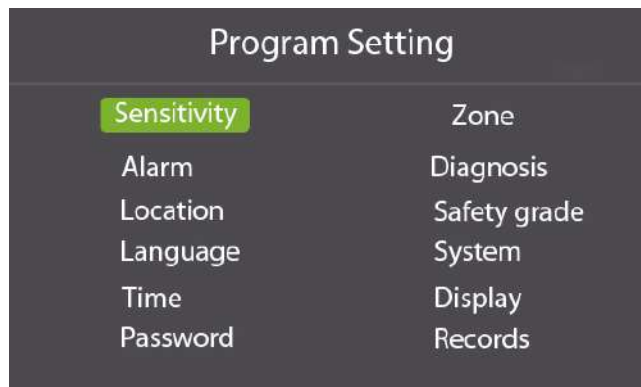 Program Setting
Sensitivity Zone
Alarm Diagnosis
Location Safety grade
Language System
Time Display
Password Records